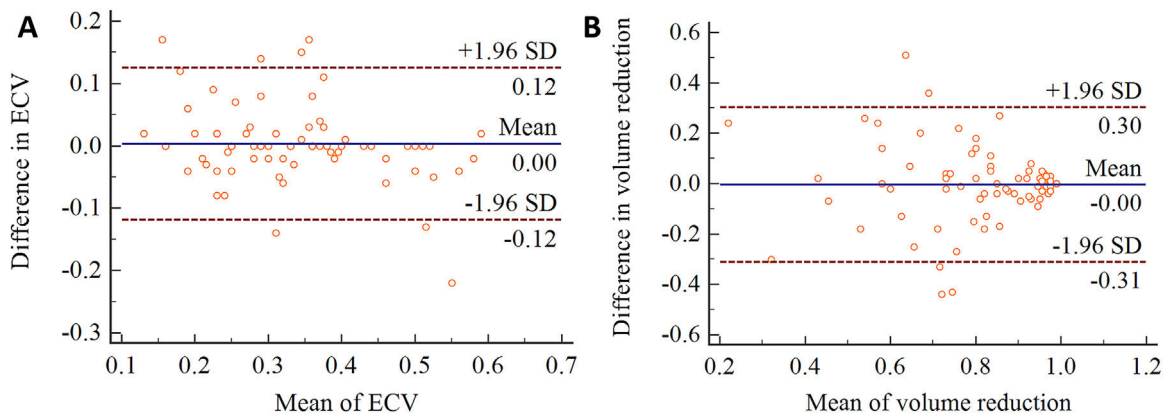 A
Difference in ECV
0.2
0.1
0.0
-0.1
-0.2
-0.3
+1.96 SD
0.12
Mean
0.00
-1.96 SD
-0.12
0.1 0.2 0.3 0.4 0.5 0.6 0.7
Mean of ECV
B
Difference in volume reduction
0.6
0.4
0.2
0.0
-0.2
-0.4
-0.6
+1.96 SD
0.30
Mean
-0.00
-1.96 SD
-0.31
0.2 0.4 0.6 0.8 1.0 1.2
Mean of volume reduction